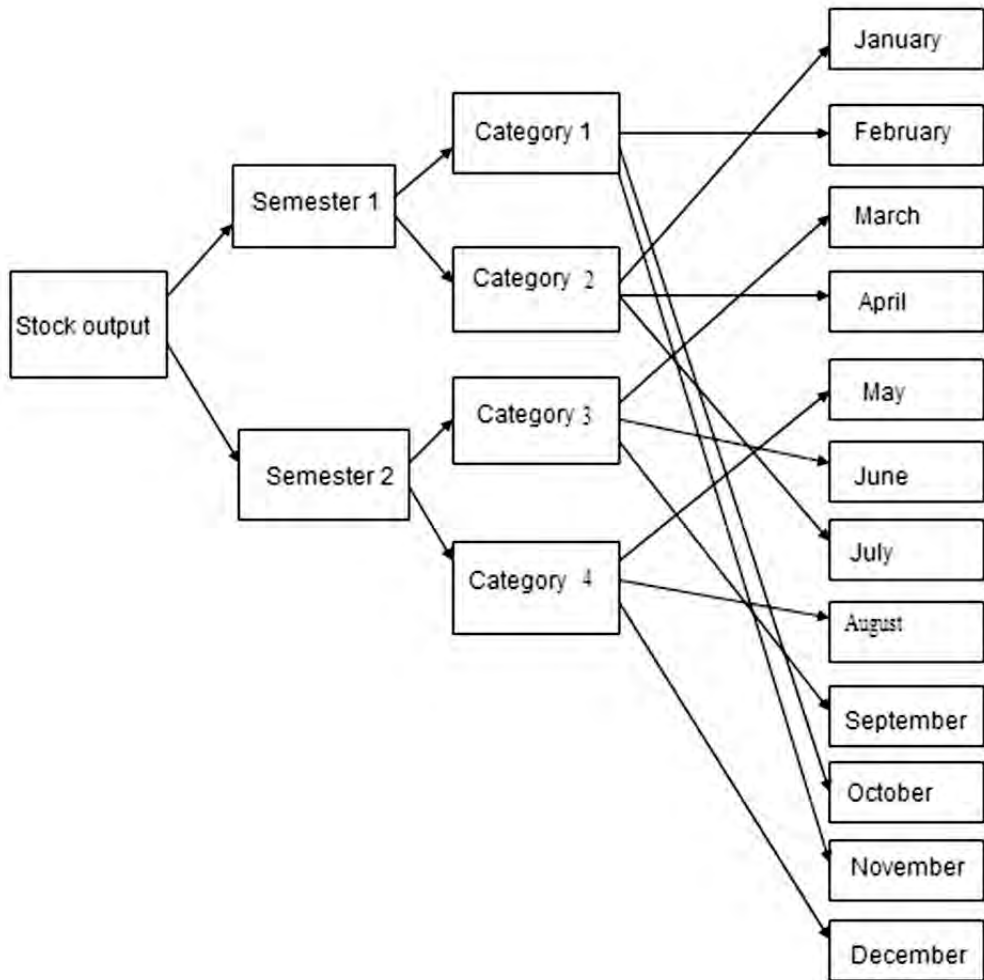 Stock output
Semester 1
Semester 2
Category 1
Category 2
Category 3
Category 4
January
February
March
April
May
June
July
August
September
October
November
December